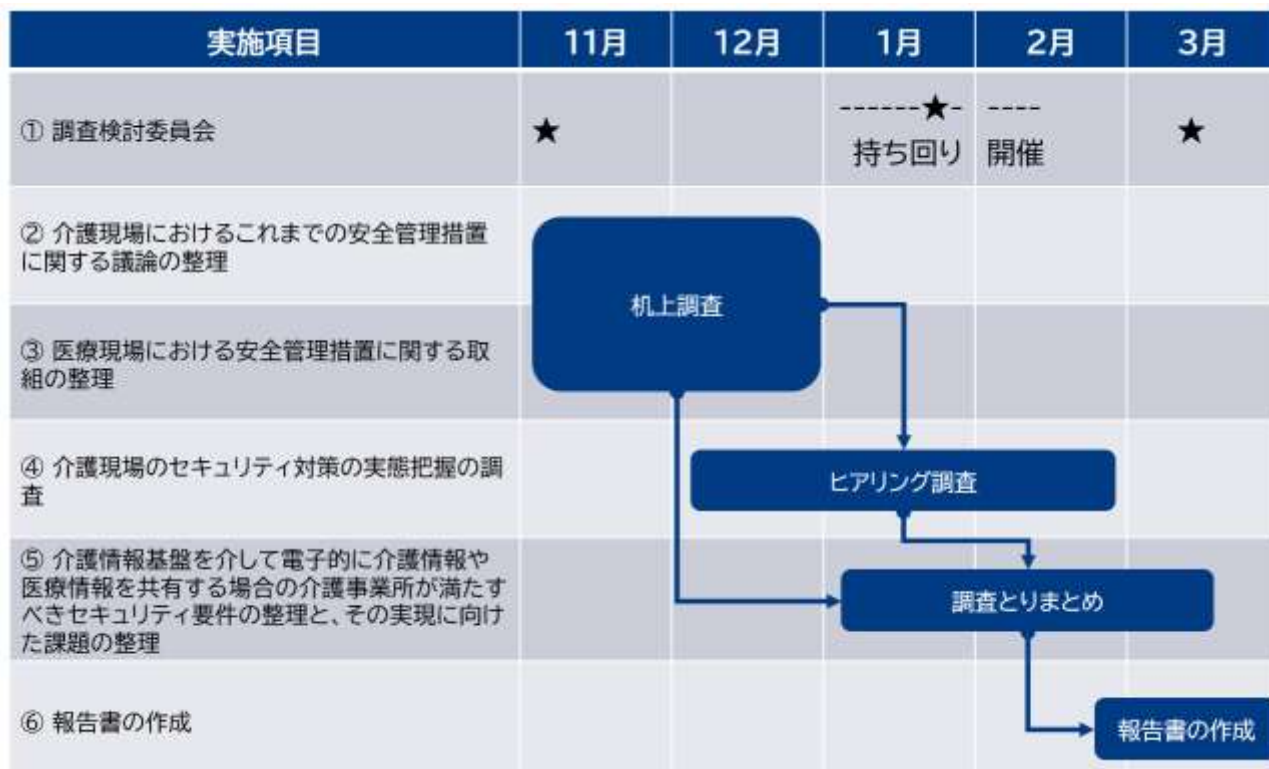 実施項目 11月 12月 1月 2月 3月
① 調査検討委員会 ★ ------★- ---- ★
持ち回り 開催
② 介護現場におけるこれまでの安全管理措置
に関する議論の整理
机上調査
③ 医療現場における安全管理措置に関する取
組の整理
④ 介護現場のセキュリティ対策の実態把握の調
査
ヒアリング調査
⑤ 介護情報基盤を介して電子的に介護情報や
医療情報を共有する場合の介護事業所が満たす
べきセキュリティ要件の整理と、その実現に向け
た課題の整理
調査とりまとめ
⑥ 報告書の作成
報告書の作成